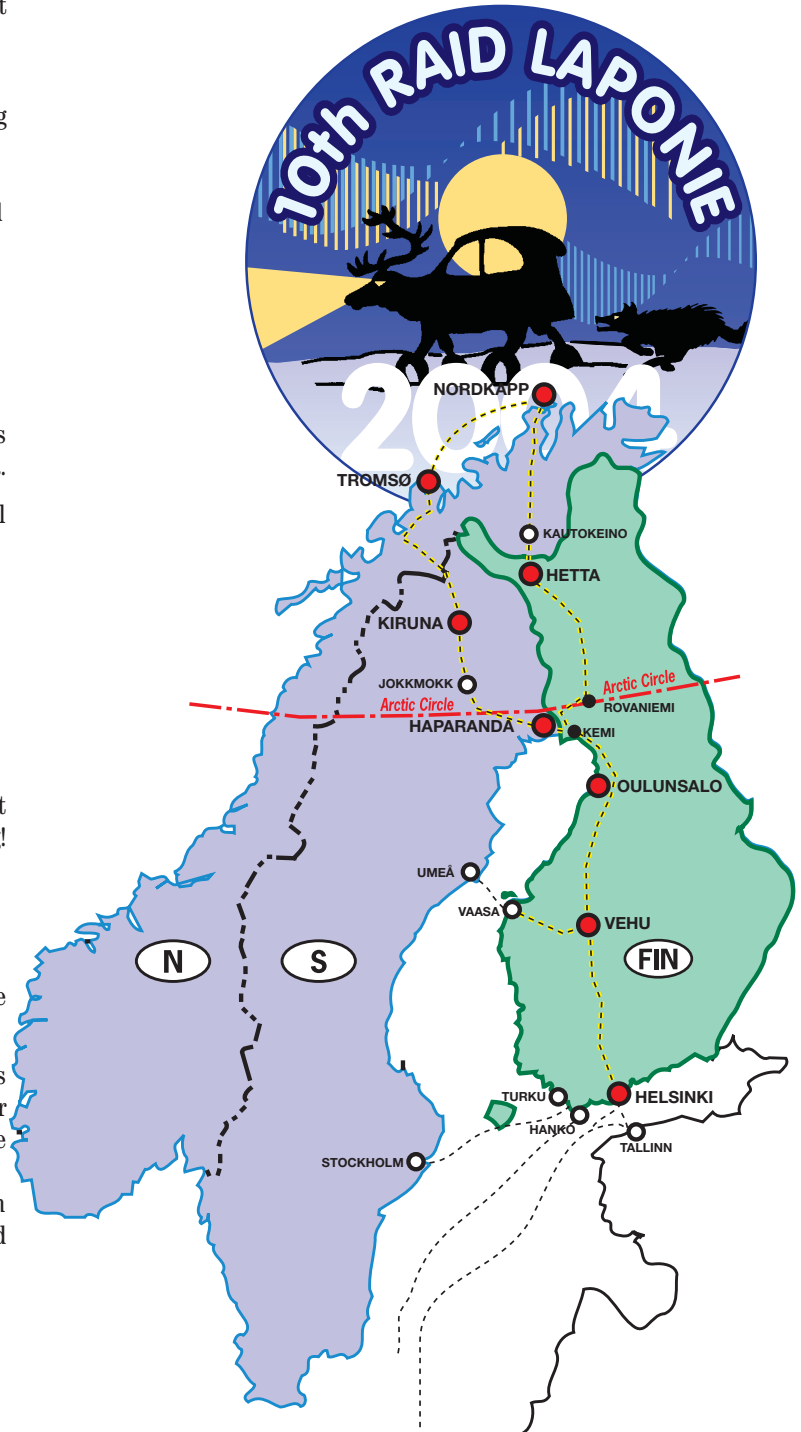 t
g
l
s
l
t
!
e
s
r
e
n
d
10th RAID LAPONIE
2004
NORDKAPP
TROMSØ
KAUTOKEINO
HETTA
KIRUNA
JOKKMOKK
Arctic Circle
Arctic Circle
ROVANIEMI
HAPARANDA
KEMI
OULUNSALO
UMEÅ
VAASA
VEHU
N
S
FIN
TURKU
HELSINKI
HANKO
TALLINN
STOCKHOLM